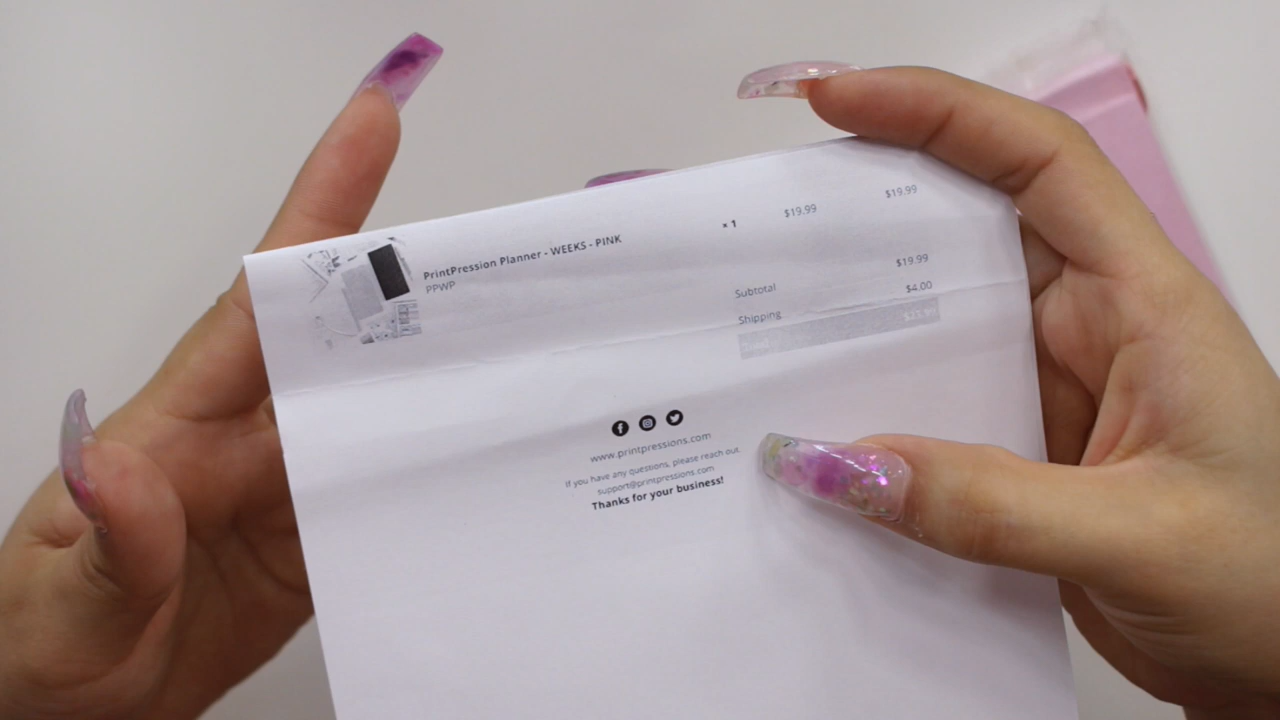 PrintPression Planner - WEEKS - PINK × 1 $19.99 $19.99
PPWP
Subtotal $19.99
Shipping $4.00
Total
www.printpressions.com
If you have any questions, please reach out.
support@printpressions.com
Thanks for your business!